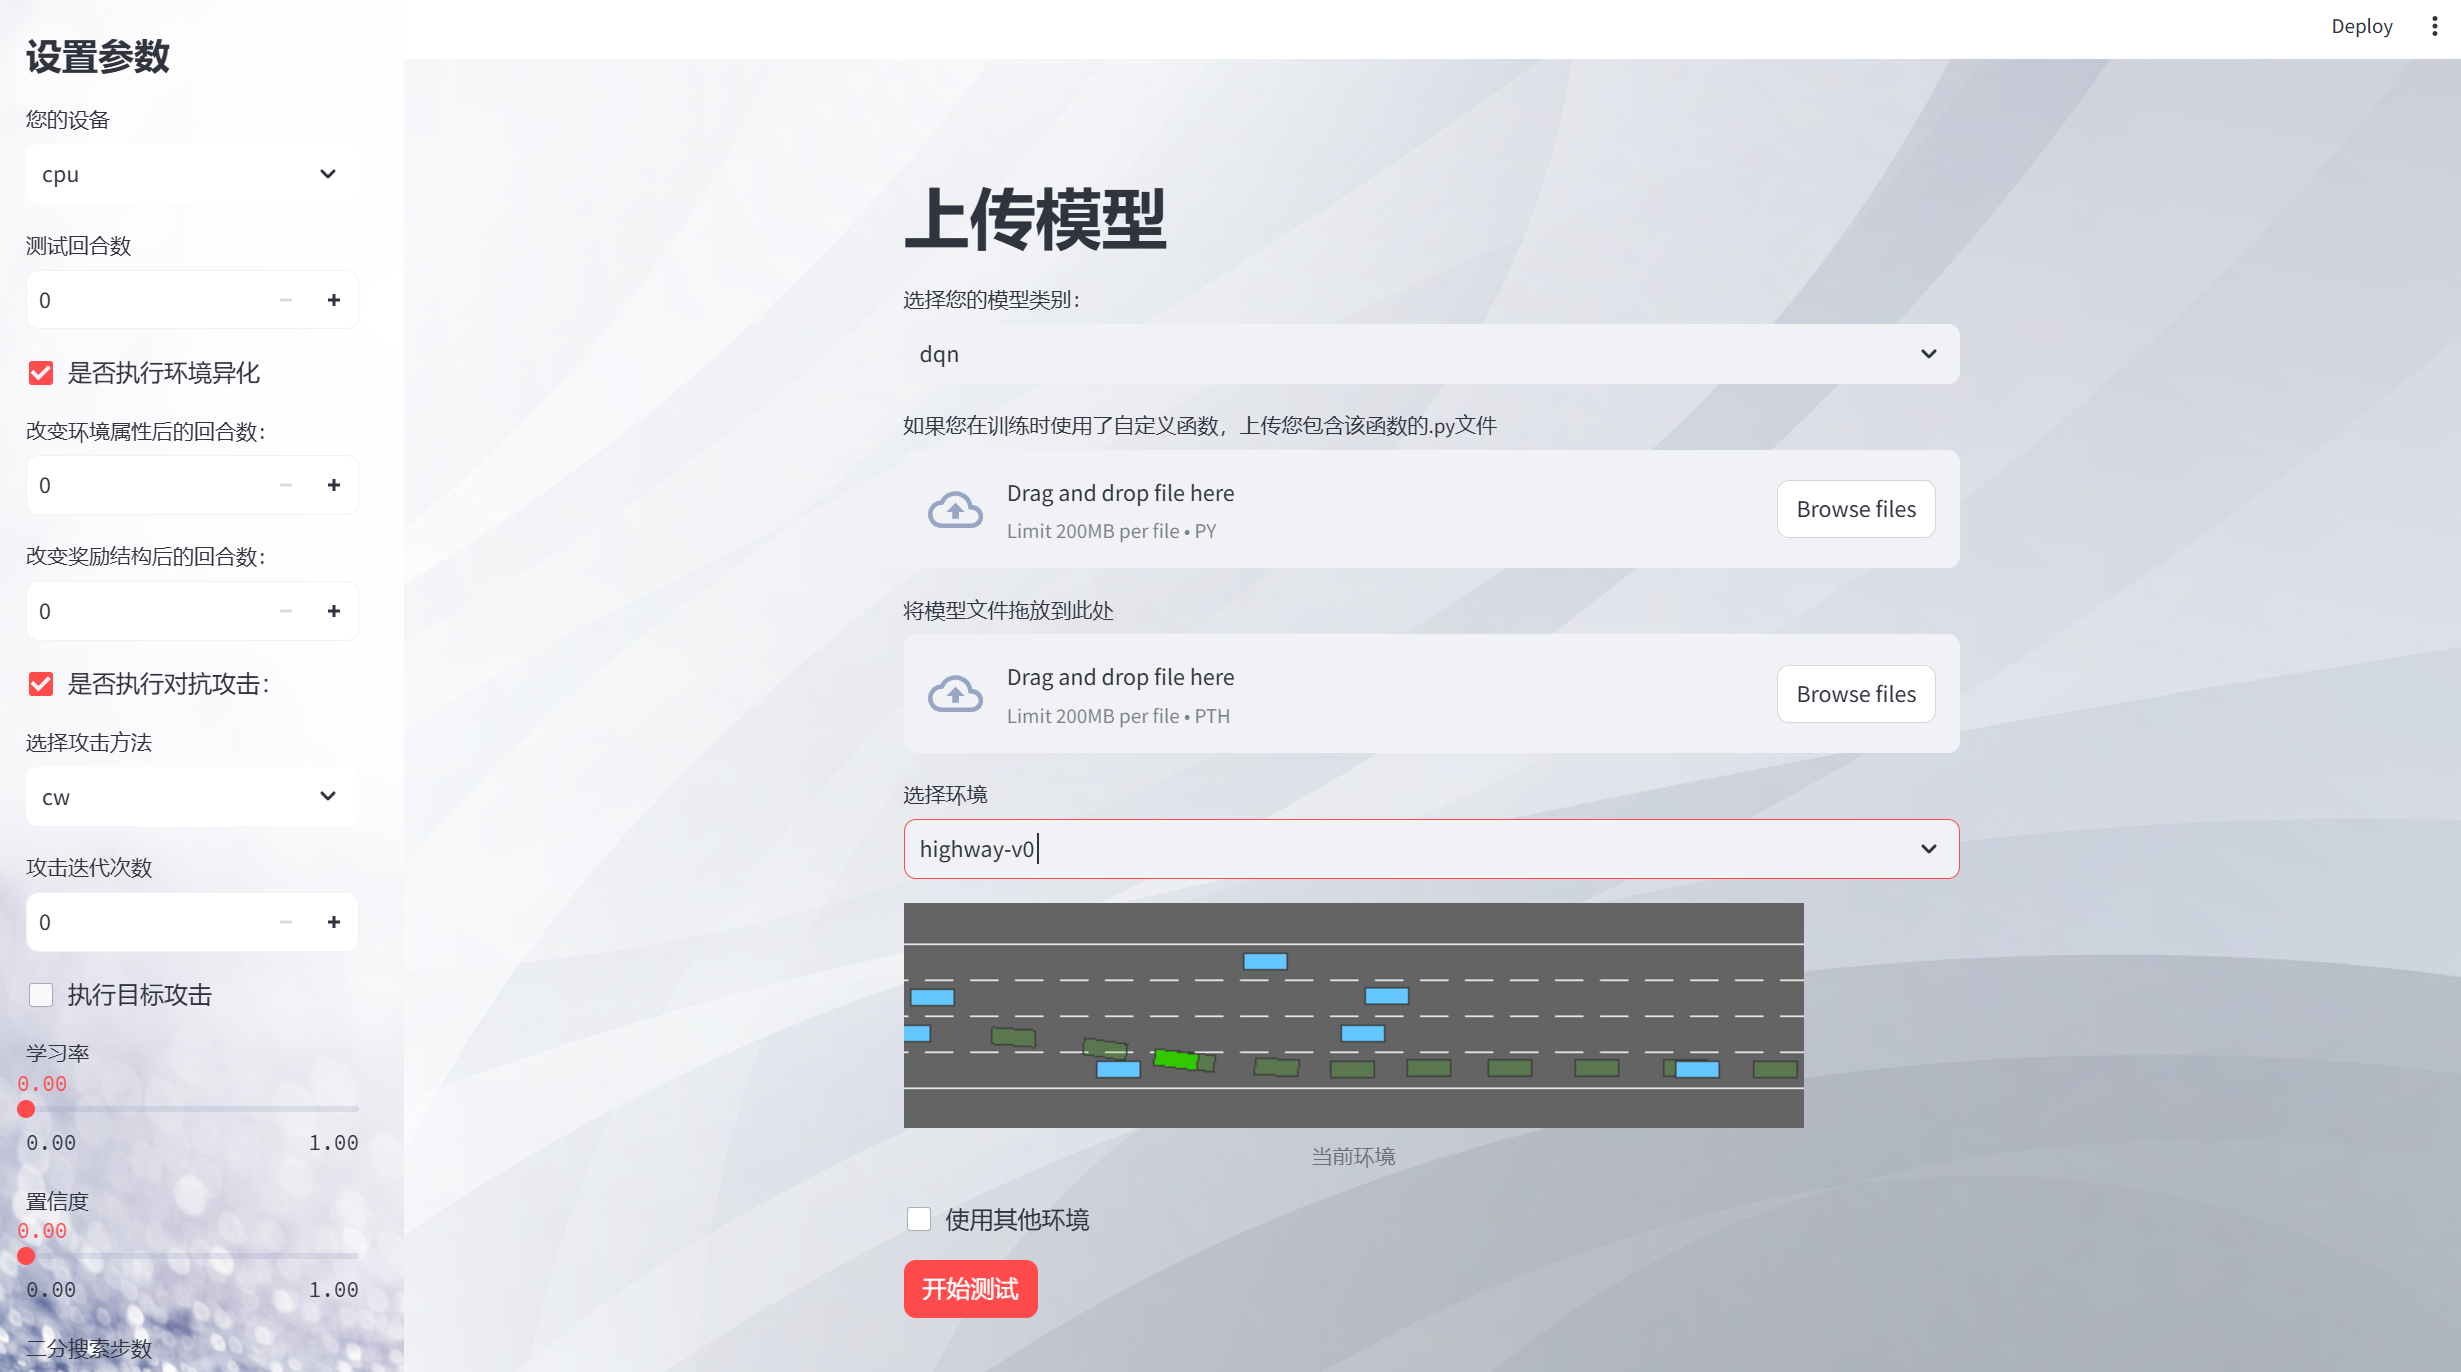 设置参数
您的设备
cpu
测试回合数
0
是否执行环境异化
改变环境属性后的回合数：
0
改变奖励结构后的回合数：
0
是否执行对抗攻击：
选择攻击方法
cw
攻击迭代次数
0
执行目标攻击
学习率
0.00
0.00 1.00
置信度
0.00
0.00 1.00
二分搜索步数
Deploy
上传模型
选择您的模型类别：
dqn
如果您在训练时使用了自定义函数，上传您包含该函数的.py文件
Drag and drop file here
Limit 200MB per file • PY
Browse files
将模型文件拖放到此处
Drag and drop file here
Limit 200MB per file • PTH
Browse files
选择环境
highway-v0
当前环境
使用其他环境
开始测试